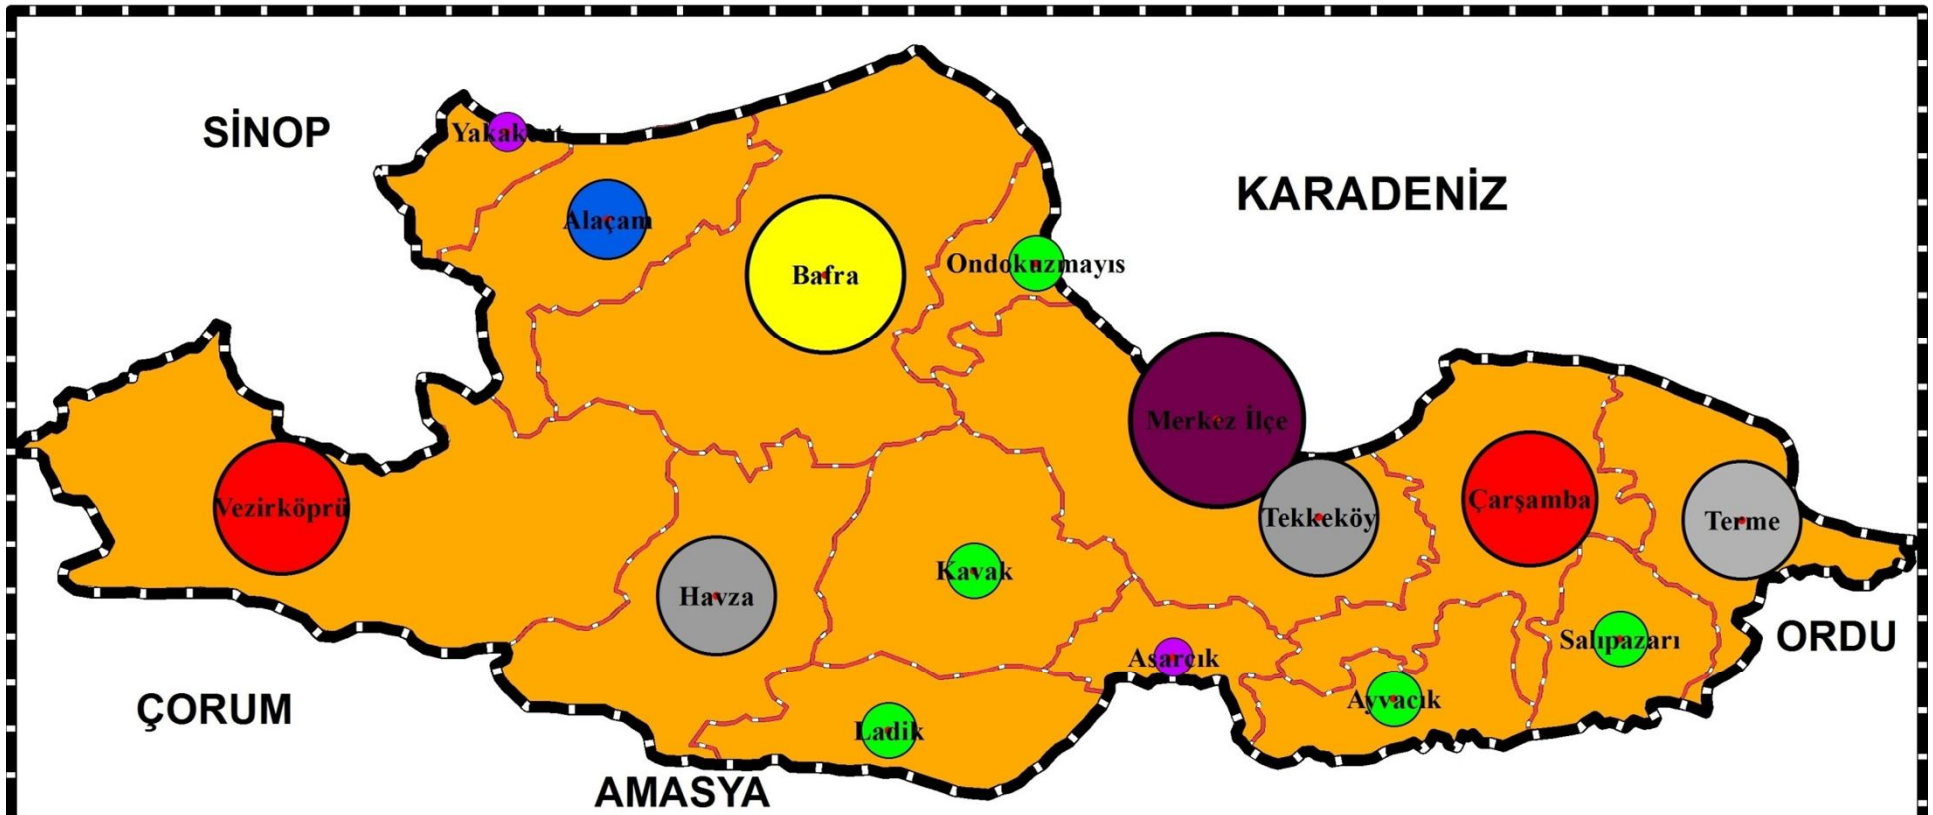 SİNOP
Yakakent
KARADENİZ
Alaçam
Bafra
Ondokuzmayıs
Merkez İlçe
Vezirköprü
Tekkeköy
Çarşamba
Terme
Havza
Kavak
Asarcık
Salıpazarı
ORDU
Ayvacık
Ladik
ÇORUM
AMASYA